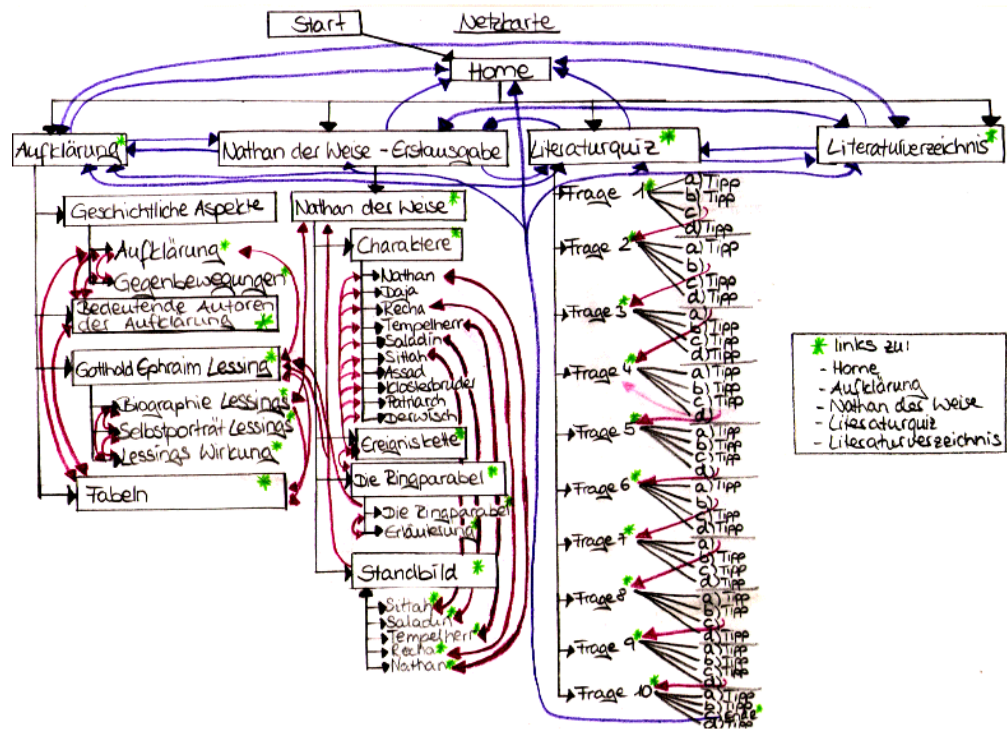 Start
Netzkarte
Home
Aufklärung
Nathan der Weise - Erstausgabe
Literaturquiz
Literaturverzeichnis
Geschichtliche Aspekte
Aufklärung
Gegenbewegungen
Bedeutende Autoren
der Aufklärung
Gotthold Ephraim Lessing
Biographie Lessings
Selbstporträt Lessings
Lessings Wirkung
Fabeln
Nathan der Weise
Charaktere
Nathan
Daja
Recha
Tempelherr
Saladin
Sittah
Assad
Klosterbruder
Patriarch
Derwisch
Ereigniskette
Die Ringparabel
Die Ringparabel
Erläuterung
Standbild
Sittah
Saladin
Tempelherr
Recha
Nathan
Frage 1
a) Tipp
b) Tipp
c)
d) Tipp
Frage 2
a) Tipp
b)
c) Tipp
d) Tipp
Frage 3
a)
b) Tipp
c) Tipp
d) Tipp
Frage 4
a) Tipp
b) Tipp
c) Tipp
d)
Frage 5
a) Tipp
b) Tipp
c) Tipp
d)
Frage 6
a) Tipp
b)
c) Tipp
d) Tipp
Frage 7
a)
b) Tipp
c) Tipp
d) Tipp
Frage 8
a) Tipp
b) Tipp
c)
d) Tipp
Frage 9
a) Tipp
b) Tipp
c) Tipp
d)
Frage 10
a) Tipp
b) Tipp
c) Ende
d) Tipp
links zu:
- Home
- Aufklärung
- Nathan der Weise
- Literaturquiz
- Literaturverzeichnis